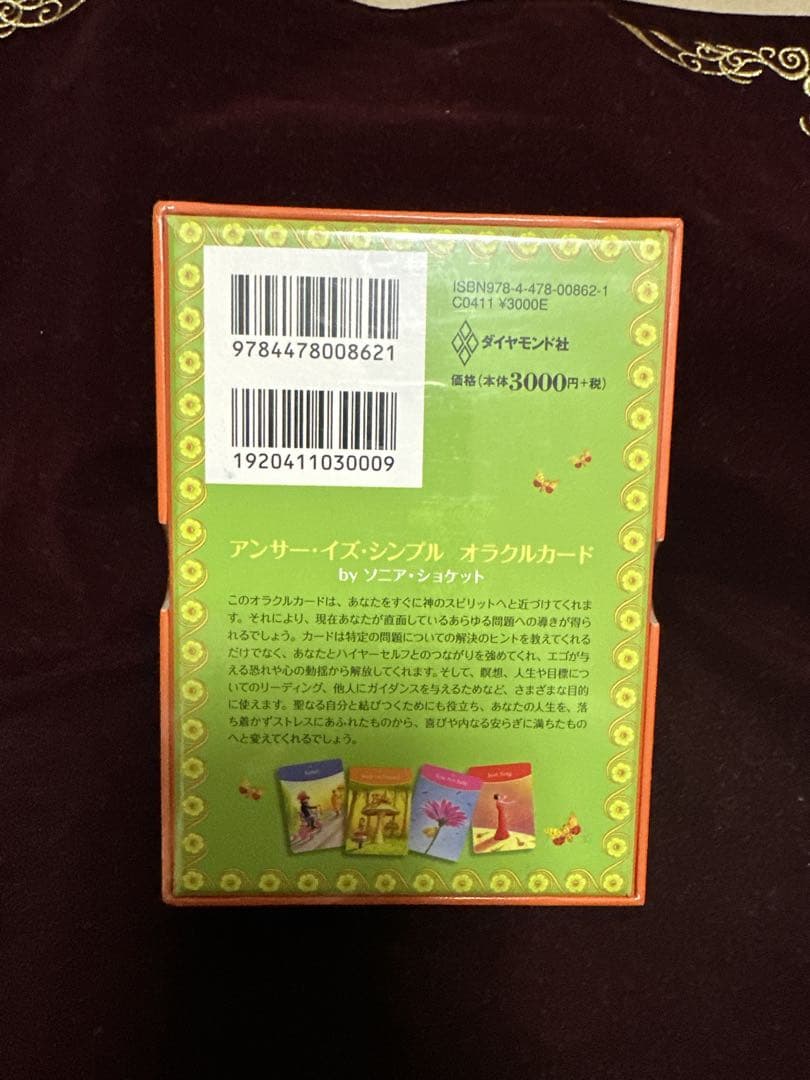 ISBN978-4-478-00862-1
C0411 ¥3000E
9784478008621
ダイヤモンド社
価格(本体3000円+税)
1920411030009
アンサー・イズ・シンプル オラクルカード
by ソニア・ショケット
このオラクルカードは、あなたをすぐに神のスピリットへと近づけてくれま
す。それにより、現在あなたが直面しているあらゆる問題への導きが得ら
れるでしょう。カードは特定の問題についての解決のヒントを教えてくれる
だけでなく、あなたとハイヤーセルフとのつながりを強めてくれ、エゴが与
える恐れや心の動揺から解放してくれます。そして、瞑想、人生や目標につ
いてのリーディング、他人にガイダンスを与えるためなど、さまざまな目的
に使えます。聖なる自分と結びつくためにも役立ち、あなたの人生を、落
ち着かずストレスにあふれたものから、喜びや内なる安らぎに満ちたもの
へと変えてくれるでしょう。